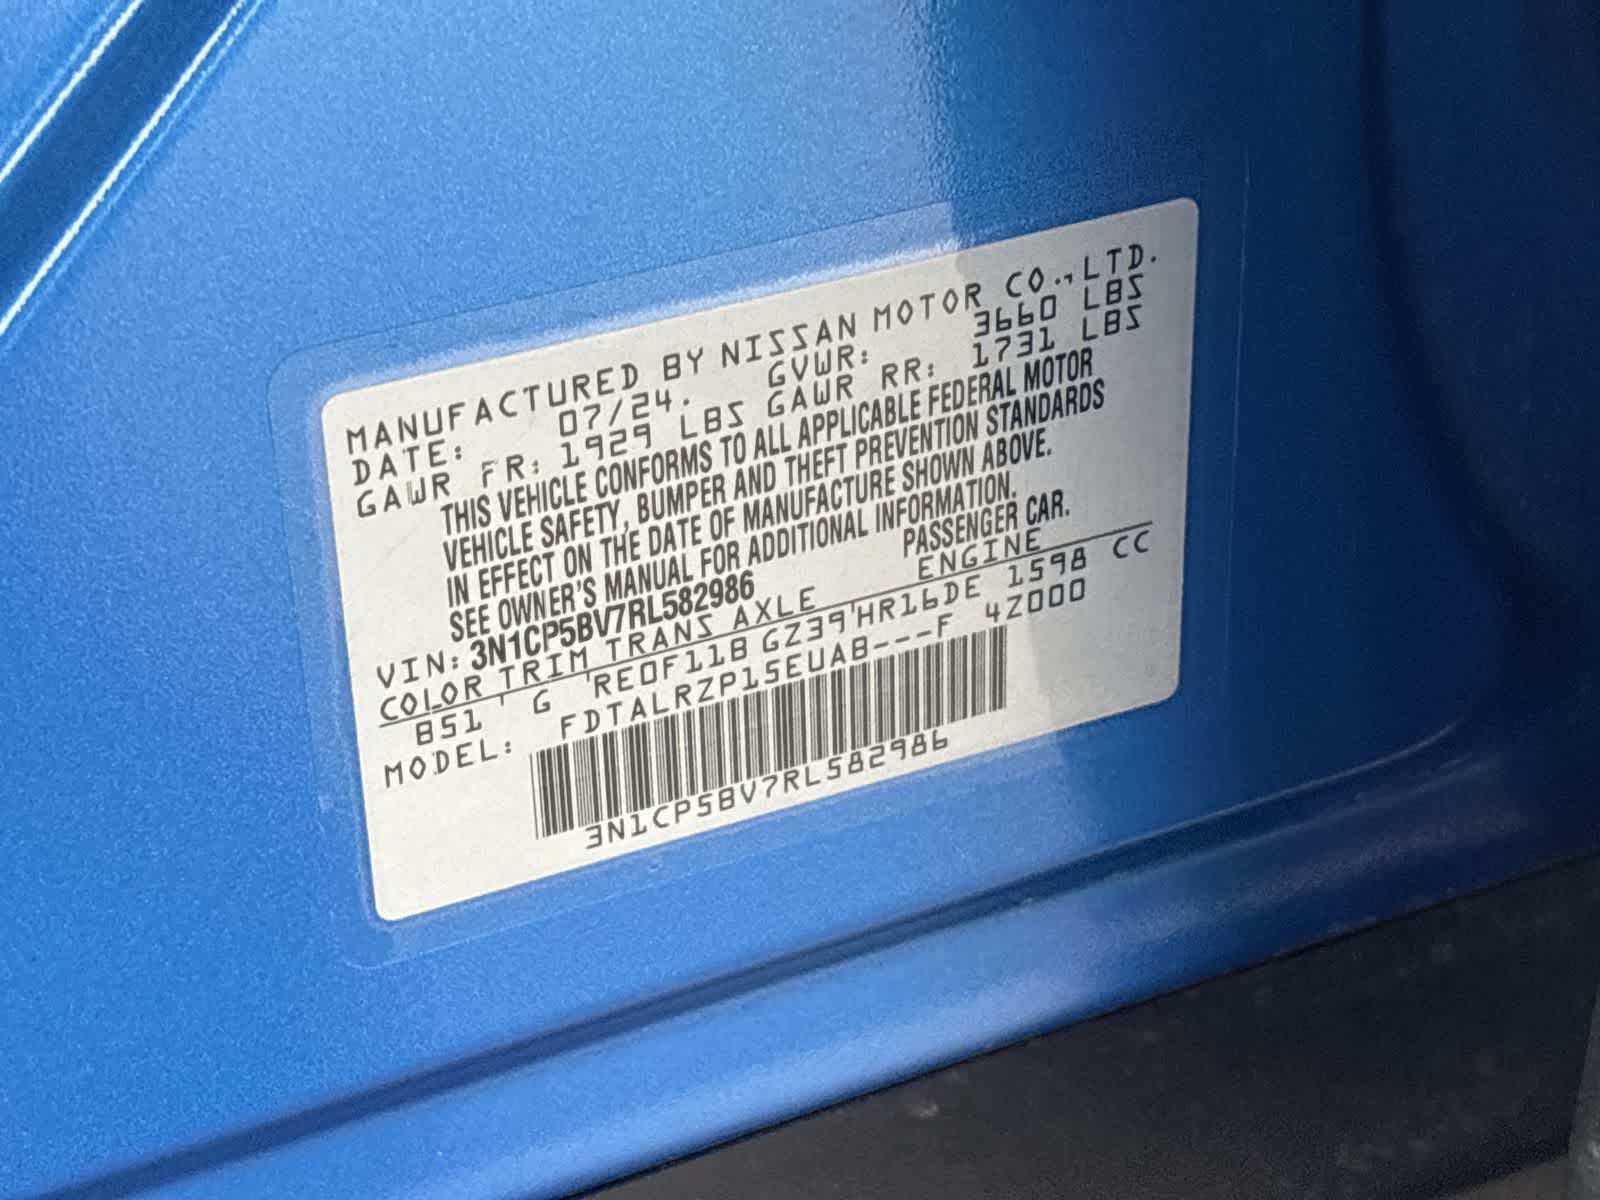 MANUFACTURED BY NISSAN MOTOR CO.,LTD.
DATE: 07/24. GVWR: 3660 LBS
GAWR FR: 1929 LBS GAWR RR: 1731 LBS
THIS VEHICLE CONFORMS TO ALL APPLICABLE FEDERAL MOTOR
VEHICLE SAFETY, BUMPER AND THEFT PREVENTION STANDARDS
IN EFFECT ON THE DATE OF MANUFACTURE SHOWN ABOVE.
SEE OWNER'S MANUAL FOR ADDITIONAL INFORMATION.
VIN: 3N1CP5BV7RL582986 PASSENGER CAR.
COLOR TRIM TRANS AXLE ENGINE
B51 G RE0F11B GZ39 HR16DE 1598 CC
MODEL: FDTALRZP15EUAB---F 4Z000
3N1CP5BV7RL582986